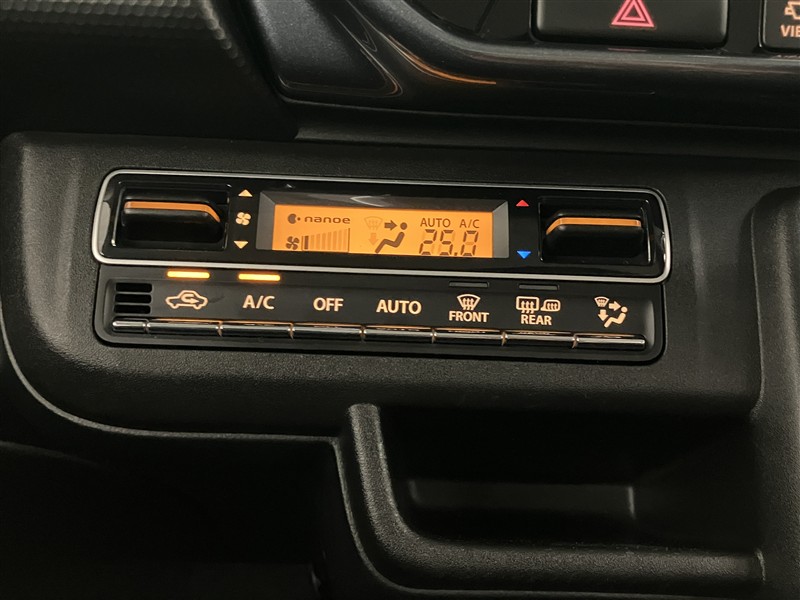 VIE
nanoe
AUTO A/C
25.0
A/C
OFF
AUTO
FRONT
REAR